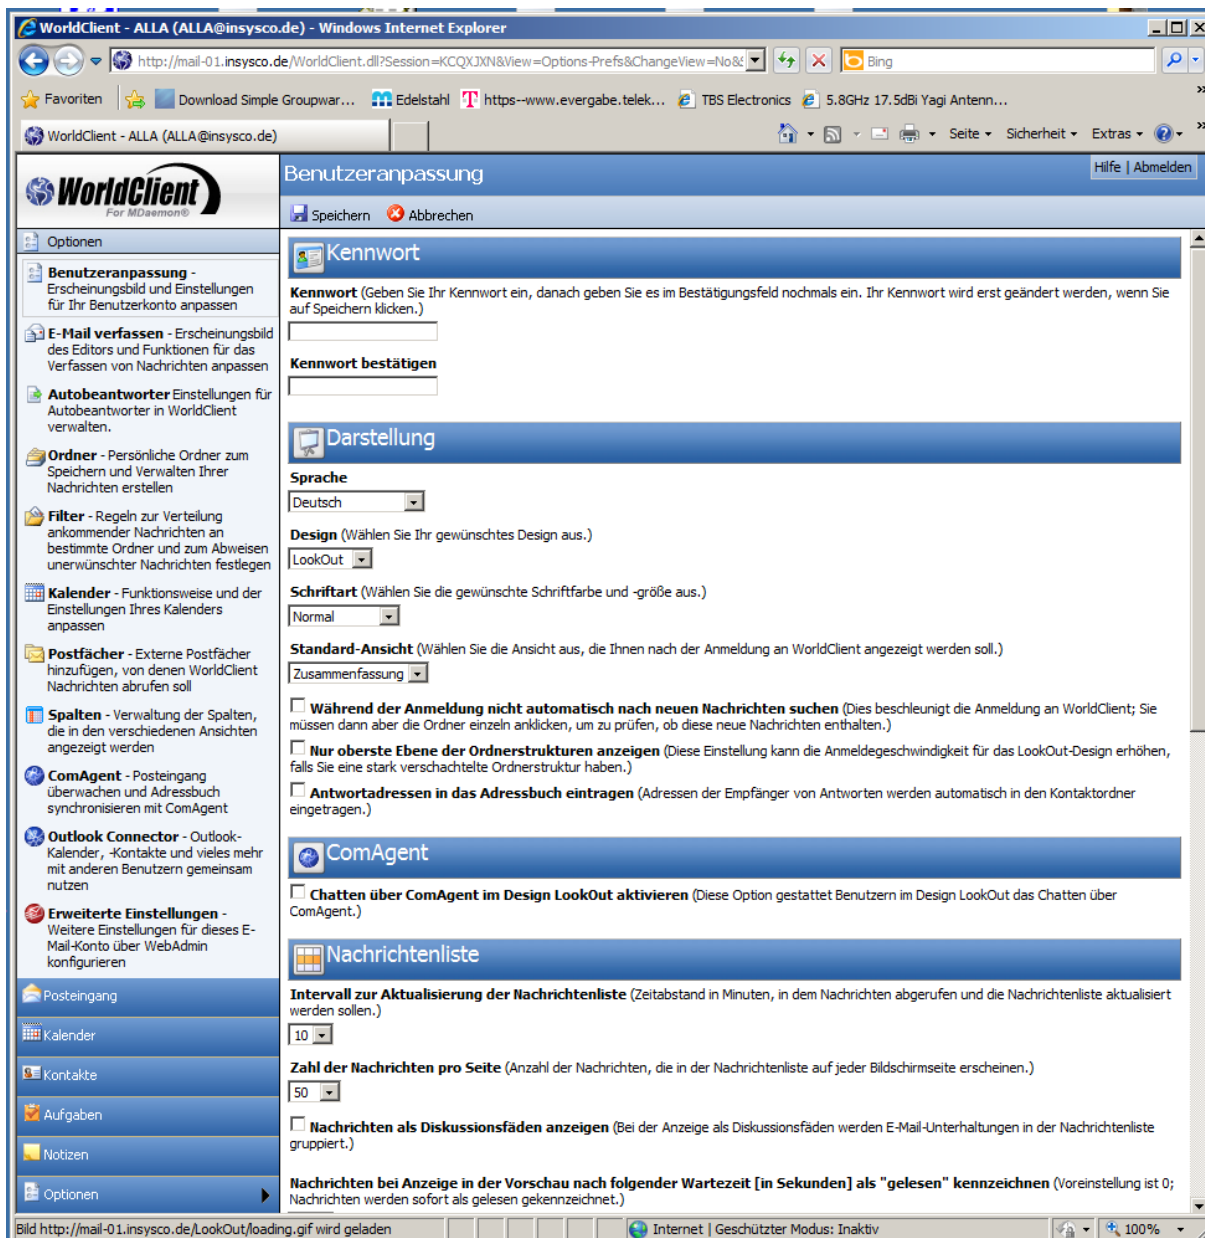 WorldClient - ALLA (ALLA@insysco.de) - Windows Internet Explorer
http://mail-01.insysco.de/WorldClient.dll?Session=KCQXJXN&View=Options-Prefs&ChangeView=No&
Bing
Favoriten
Download Simple Groupwar...
Edelstahl
https--www.evergabe.telek...
TBS Electronics
5.8GHz 17.5dBi Yagi Antenn...
WorldClient - ALLA (ALLA@insysco.de)
Seite
Sicherheit
Extras
WorldClient
For MDaemon®
Benutzeranpassung
Hilfe | Abmelden
Speichern
Abbrechen
Optionen
Benutzeranpassung -
Erscheinungsbild und Einstellungen
für Ihr Benutzerkonto anpassen
E-Mail verfassen - Erscheinungsbild
des Editors und Funktionen für das
Verfassen von Nachrichten anpassen
Autobeantworter Einstellungen für
Autobeantworter in WorldClient
verwalten.
Ordner - Persönliche Ordner zum
Speichern und Verwalten Ihrer
Nachrichten erstellen
Filter - Regeln zur Verteilung
ankommender Nachrichten an
bestimmte Ordner und zum Abweisen
unerwünschter Nachrichten festlegen
Kalender - Funktionsweise und der
Einstellungen Ihres Kalenders
anpassen
Postfächer - Externe Postfächer
hinzufügen, von denen WorldClient
Nachrichten abrufen soll
Spalten - Verwaltung der Spalten,
die in den verschiedenen Ansichten
angezeigt werden
ComAgent - Posteingang
überwachen und Adressbuch
synchronisieren mit ComAgent
Outlook Connector - Outlook-
Kalender, -Kontakte und vieles mehr
mit anderen Benutzern gemeinsam
nutzen
Erweiterte Einstellungen -
Weitere Einstellungen für dieses E-
Mail-Konto über WebAdmin
konfigurieren
Posteingang
Kalender
Kontakte
Aufgaben
Notizen
Optionen
Kennwort
Kennwort (Geben Sie Ihr Kennwort ein, danach geben Sie es im Bestätigungsfeld nochmals ein. Ihr Kennwort wird erst geändert werden, wenn Sie
auf Speichern klicken.)
Kennwort bestätigen
Darstellung
Sprache
Deutsch
Design (Wählen Sie Ihr gewünschtes Design aus.)
LookOut
Schriftart (Wählen Sie die gewünschte Schriftfarbe und -größe aus.)
Normal
Standard-Ansicht (Wählen Sie die Ansicht aus, die Ihnen nach der Anmeldung an WorldClient angezeigt werden soll.)
Zusammenfassung
Während der Anmeldung nicht automatisch nach neuen Nachrichten suchen (Dies beschleunigt die Anmeldung an WorldClient; Sie
müssen dann aber die Ordner einzeln anklicken, um zu prüfen, ob diese neue Nachrichten enthalten.)
Nur oberste Ebene der Ordnerstrukturen anzeigen (Diese Einstellung kann die Anmeldegeschwindigkeit für das LookOut-Design erhöhen,
falls Sie eine stark verschachtelte Ordnerstruktur haben.)
Antwortadressen in das Adressbuch eintragen (Adressen der Empfänger von Antworten werden automatisch in den Kontaktordner
eingetragen.)
ComAgent
Chatten über ComAgent im Design LookOut aktivieren (Diese Option gestattet Benutzern im Design LookOut das Chatten über
ComAgent.)
Nachrichtenliste
Intervall zur Aktualisierung der Nachrichtenliste (Zeitabstand in Minuten, in dem Nachrichten abgerufen und die Nachrichtenliste aktualisiert
werden sollen.)
10
Zahl der Nachrichten pro Seite (Anzahl der Nachrichten, die in der Nachrichtenliste auf jeder Bildschirmseite erscheinen.)
50
Nachrichten als Diskussionsfäden anzeigen (Bei der Anzeige als Diskussionsfäden werden E-Mail-Unterhaltungen in der Nachrichtenliste
gruppiert.)
Nachrichten bei Anzeige in der Vorschau nach folgender Wartezeit [in Sekunden] als "gelesen" kennzeichnen (Voreinstellung ist 0;
Nachrichten werden sofort als gelesen gekennzeichnet.)
Bild http://mail-01.insysco.de/LookOut/loading.gif wird geladen
Internet | Geschützter Modus: Inaktiv
100%